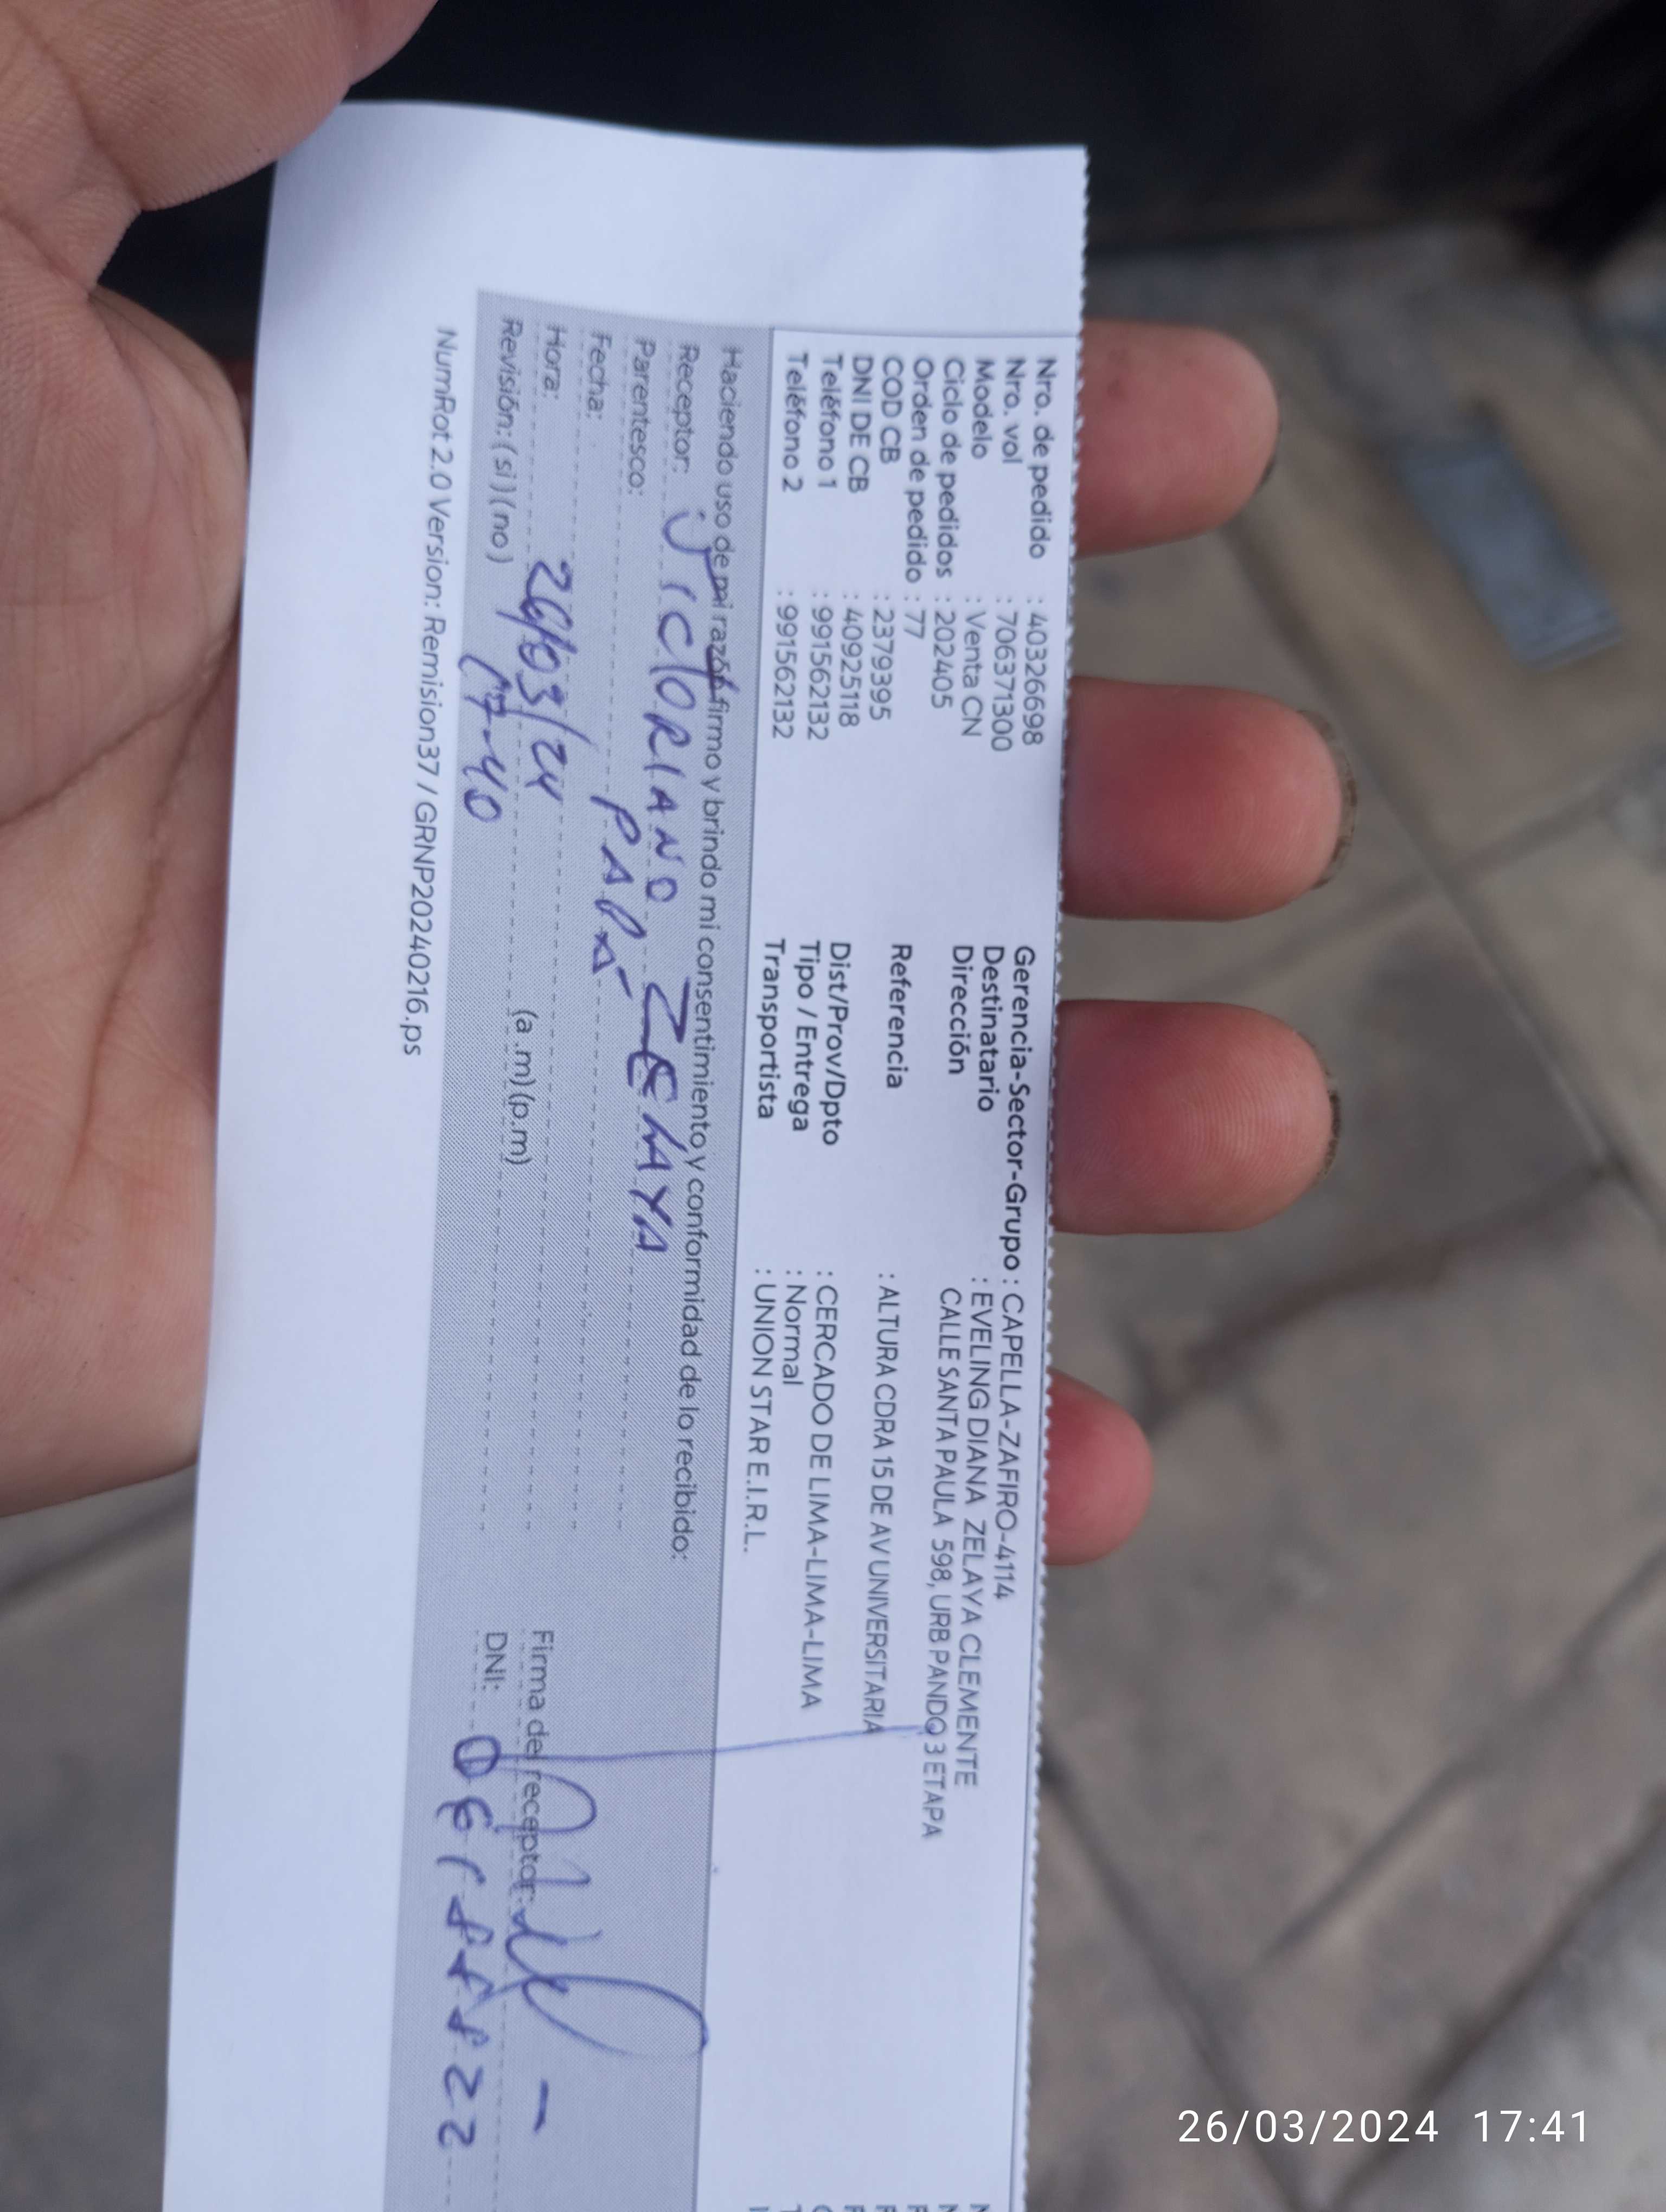 Nro. de pedido : 40326698
Nro. vol : 706371300
Modelo : Venta CN
Ciclo de pedidos : 202405
Orden de pedido : 77
COD CB : 2379395
DNI DE CB : 40925118
Teléfono 1 : 991562132
Teléfono 2 : 991562132
Gerencia-Sector-Grupo : CAPELLA-ZAFIRO-4114
Destinatario : EVELING DIANA ZELAYA CLEMENTE
Dirección CALLE SANTA PAULA 598, URB PANDO 3 ETAPA
Referencia : ALTURA CDRA 15 DE AV UNIVERSITARIA
Dist/Prov/Dpto : CERCADO DE LIMA-LIMA-LIMA
Tipo / Entrega : Normal
Transportista : UNION STAR E.I.R.L.
Haciendo uso de mi razón firmo y brindo mi consentimiento y conformidad de lo recibido:
Receptor: VICTORIANO ZELAYA
Parentesco: PAPÁ
Fecha: 26/03/24
Hora: 17-40 (a.m) (p.m)
Revisión: (si) (no)
Firma del receptor:
DNI:
NumRot 2.0 Version: Remision37 / GRNP20240216.ps
26/03/2024 17:41